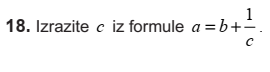 18. Izrazite c iz formule a = b + 1/c.